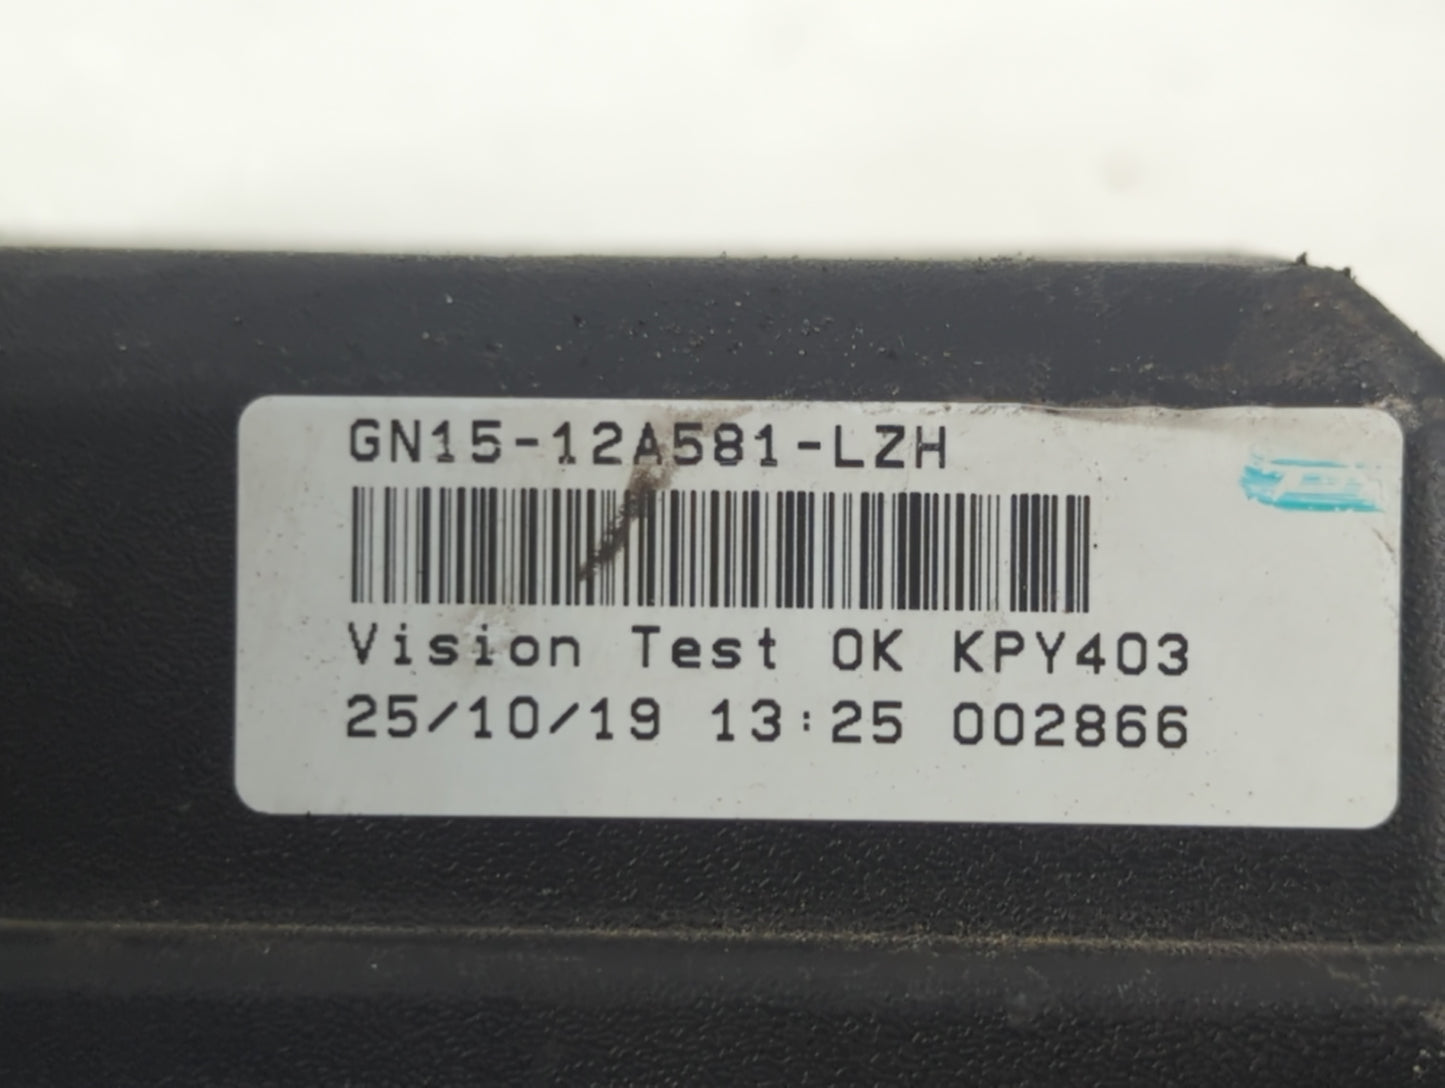 GN15-12A581-LZH
Vision Test OK KPY403
25/10/19 13:25 002866